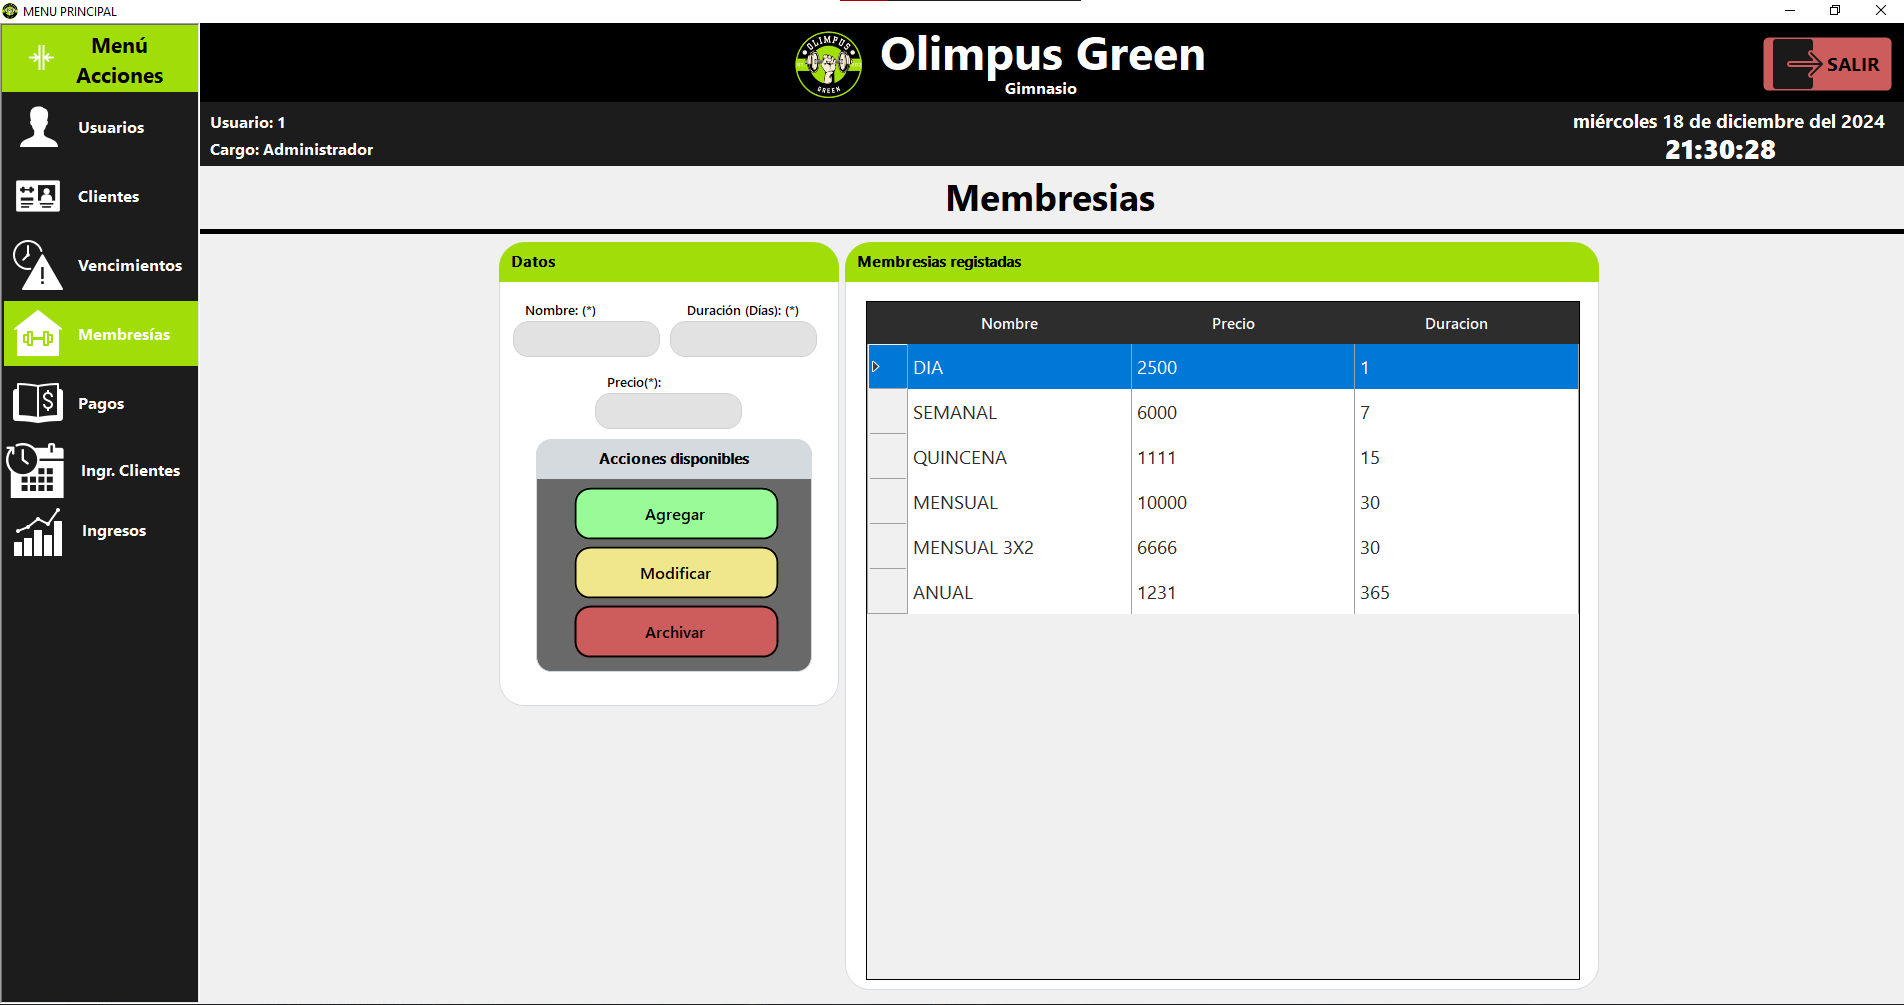 MENU PRINCIPAL
Menú
Acciones
Usuarios
Clientes
Vencimientos
Membresías
Pagos
Ingr. Clientes
Ingresos
OLIMPUS
GREEN
Olimpus Green
Gimnasio
SALIR
Usuario: 1
Cargo: Administrador
miércoles 18 de diciembre del 2024
21:30:28
Membresias
Datos
Nombre: (*)
Duración (Días): (*)
Precio(*):
Acciones disponibles
Agregar
Modificar
Archivar
Membresias registadas
Nombre Precio Duracion
DIA 2500 1
SEMANAL 6000 7
QUINCENA 1111 15
MENSUAL 10000 30
MENSUAL 3X2 6666 30
ANUAL 1231 365